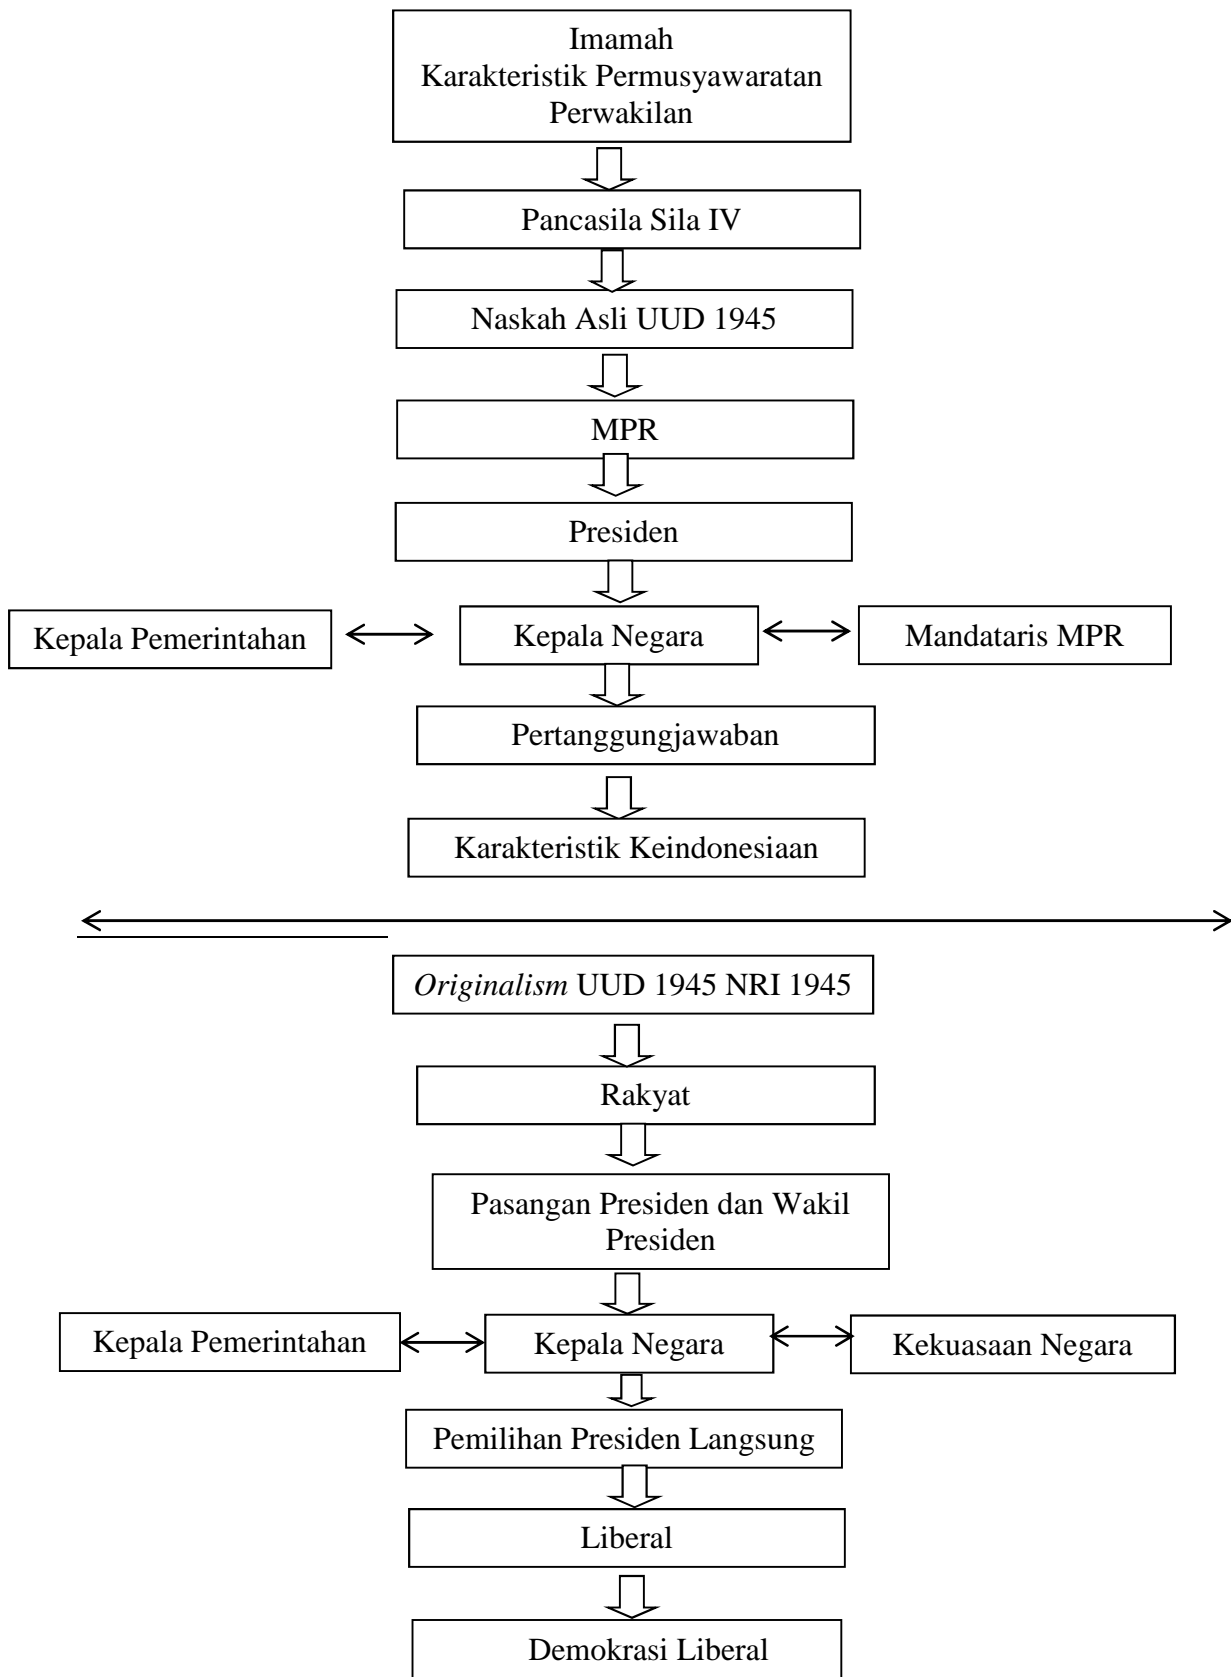 Imamah
Karakteristik Permusyawaratan
Perwakilan
Pancasila Sila IV
Naskah Asli UUD 1945
MPR
Presiden
Kepala Pemerintahan
Kepala Negara
Mandataris MPR
Pertanggungjawaban
Karakteristik Keindonesiaan
Originalism UUD 1945 NRI 1945
Rakyat
Pasangan Presiden dan Wakil
Presiden
Kepala Pemerintahan
Kepala Negara
Kekuasaan Negara
Pemilihan Presiden Langsung
Liberal
Demokrasi Liberal